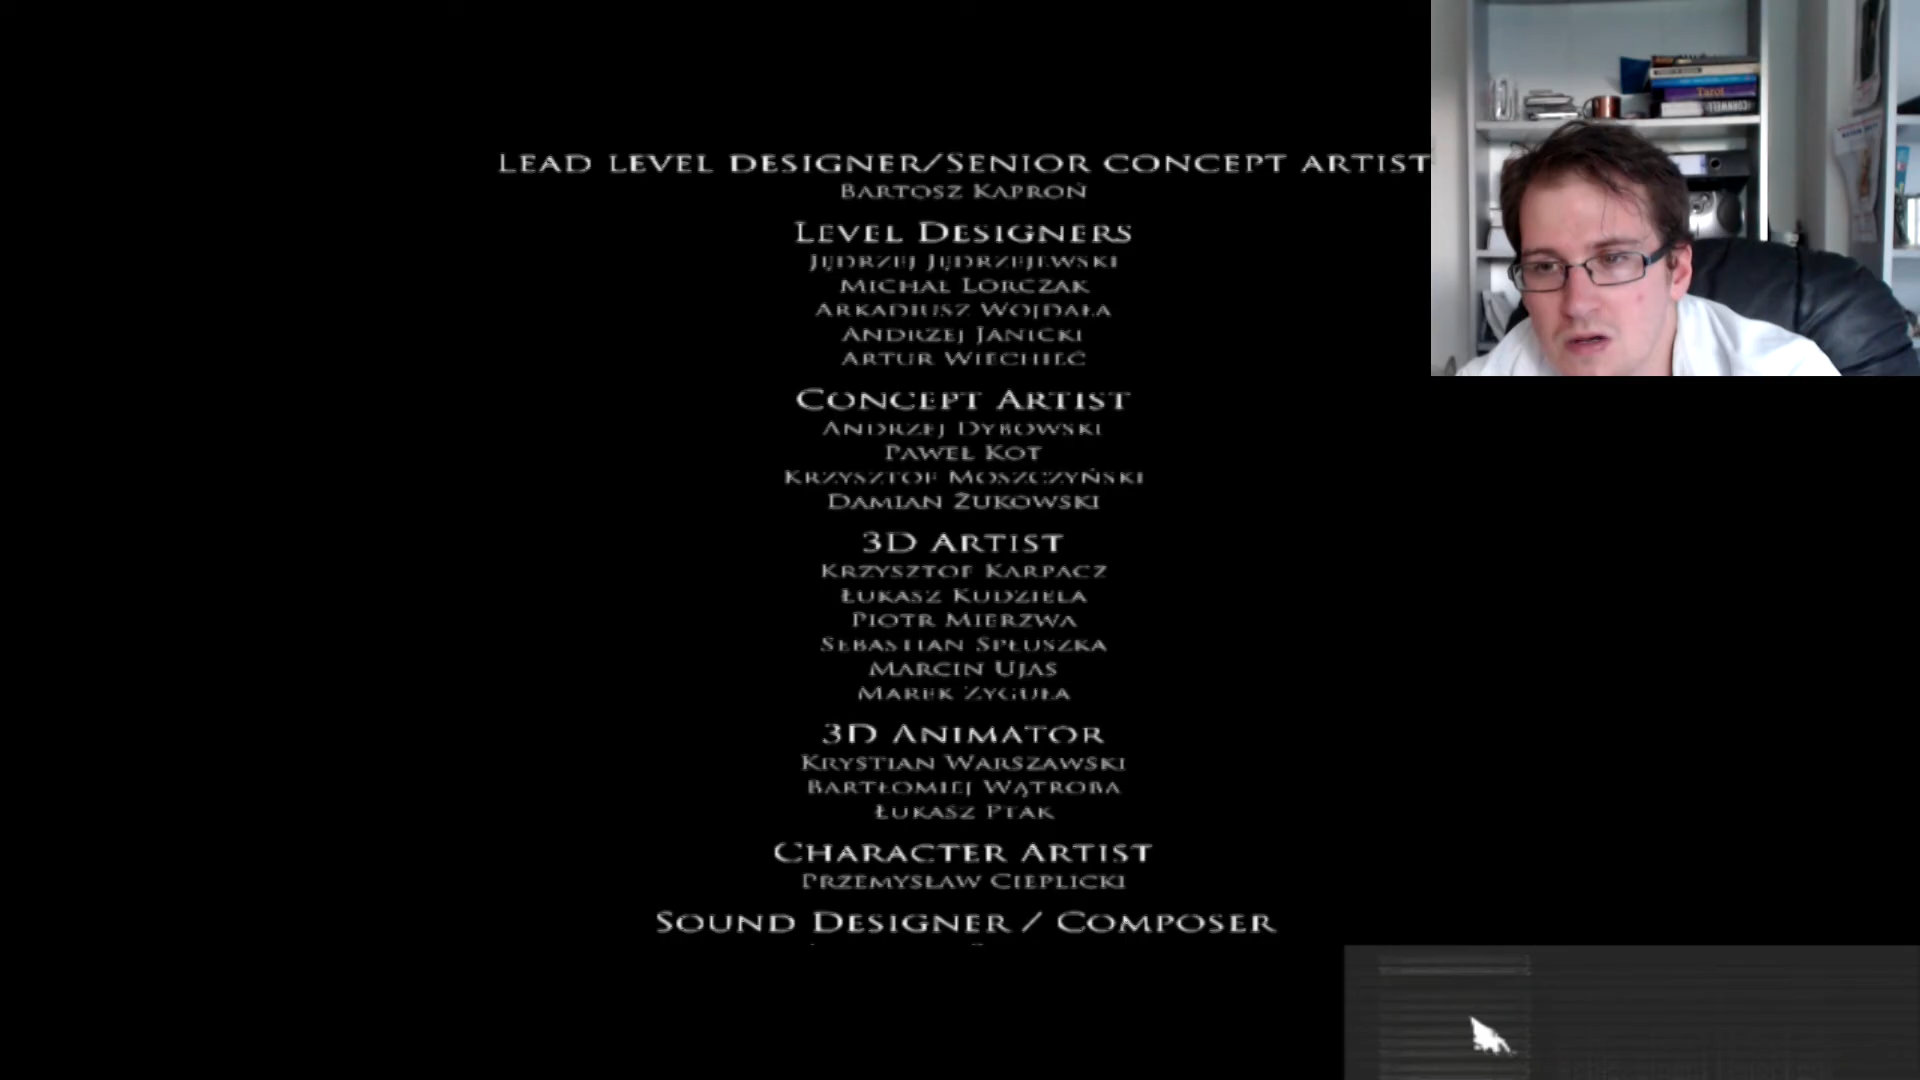 LEAD LEVEL DESIGNER/SENIOR CONCEPT ARTIST
BARTOSZ KAPROŃ
LEVEL DESIGNERS
JĘDRZEJ JĘDRZEJEWSKI
MICHAŁ LORCZAK
ARKADIUSZ WOJDAŁA
ANDRZEJ JANICKI
ARTUR WIECHIEĆ
CONCEPT ARTIST
ANDRZEJ DYBOWSKI
PAWEŁ KOT
KRZYSZTOF MOSZCZYŃSKI
DAMIAN ŻUKOWSKI
3D ARTIST
KRZYSZTOF KARPACZ
ŁUKASZ KUDZIELA
PIOTR MIERZWA
SEBASTIAN SPŁUSZKA
MARCIN UJAS
MAREK ZYGUŁA
3D ANIMATOR
KRYSTIAN WARSZAWSKI
BARTŁOMIEJ WĄTROBA
ŁUKASZ PTAK
CHARACTER ARTIST
PRZEMYSŁAW CIEPLICKI
SOUND DESIGNER / COMPOSER
Tarot